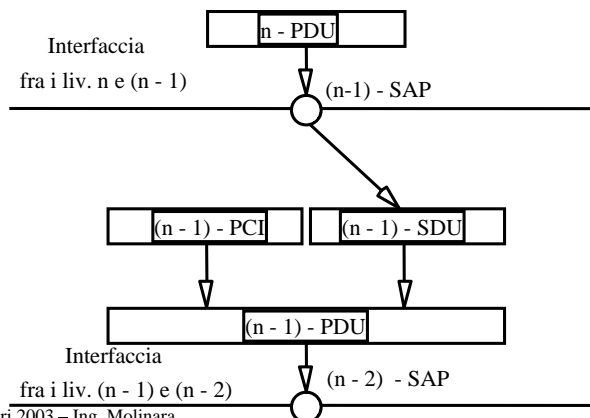 n - PDU
Interfaccia
fra i liv. n e (n - 1)
(n-1) - SAP
(n - 1) - PCI
(n - 1) - SDU
(n - 1) - PDU
Interfaccia
fra i liv. (n - 1) e (n - 2)
(n - 2) - SAP
2003 – Ing. Molinara